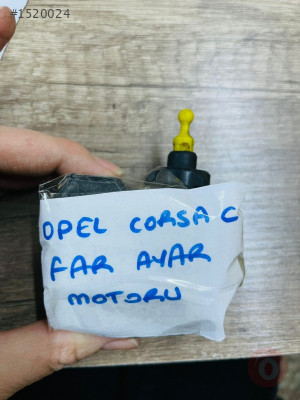 #1520024
OPEL CORSA C
FAR AYAR
MOTORU